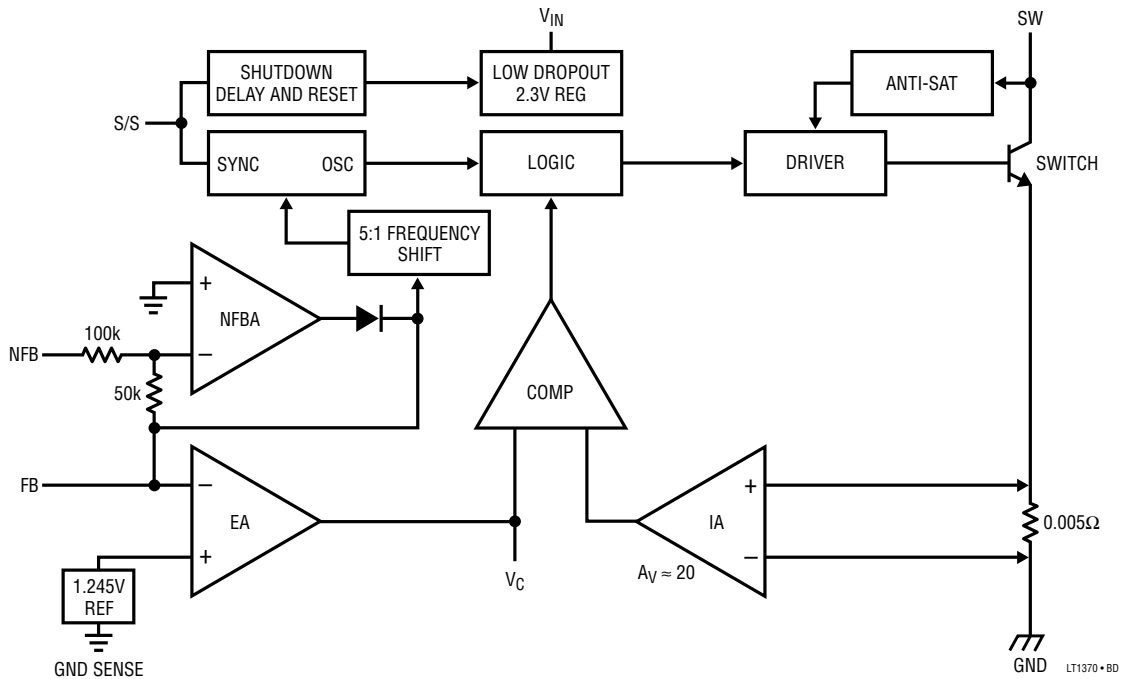 V_IN
SW
SHUTDOWN
DELAY AND RESET
LOW DROPOUT
2.3V REG
ANTI-SAT
S/S
SYNC
OSC
LOGIC
DRIVER
SWITCH
5:1 FREQUENCY
SHIFT
+
NFBA
–
NFB
100k
50k
COMP
FB
–
EA
+
+
IA
–
0.005Ω
A_V ≈ 20
1.245V
REF
V_C
GND SENSE
GND
LT1370 • BD